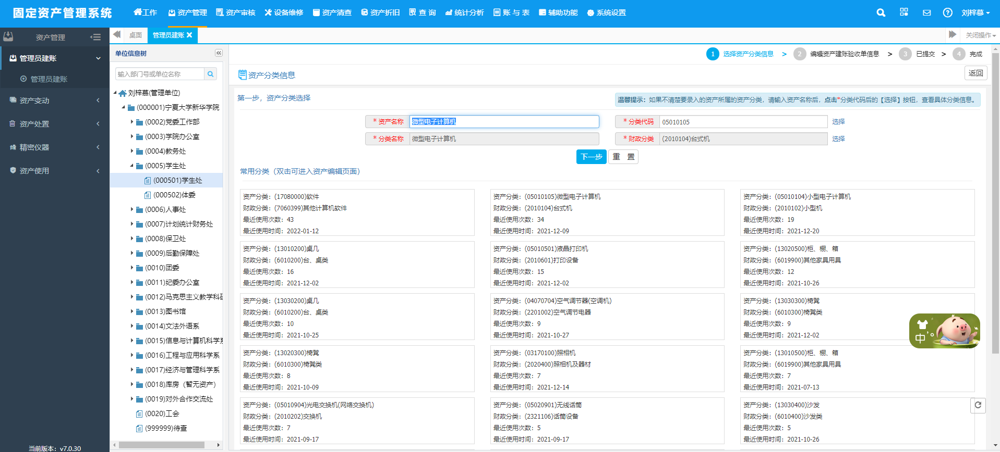 固定资产管理系统
工作
资产管理
资产审核
设备维修
资产清查
资产折旧
查 询
统计分析
账 与 表
辅助功能
系统设置
刘梓慕
资产管理
桌面
管理员建账
关闭操作
管理员建账
管理员建账
资产变动
资产处置
精密仪器
资产使用
当前版本：v7.0.30
单位信息树
输入部门号或单位名称
刘梓慕(管理单位)
(000001)宁夏大学新华学院
(0002)党委工作部
(0003)学院办公室
(0004)教务处
(0005)学生处
(000501)学生处
(000502)体委
(0006)人事处
(0007)计划统计财务处
(0008)保卫处
(0009)后勤保障处
(0010)团委
(0011)纪委办公室
(0012)马克思主义教学科研
(0013)图书馆
(0014)文法外语系
(0015)信息与计算机科学系
(0016)工程与应用科学系
(0017)经济与管理科学系
(0018)库房（暂无资产）
(0019)对外合作交流处
(0020)工会
(999999)待查
1 选择资产分类信息 > 2 编辑资产建账验收单信息 > 3 已提交 > 4 完成
资产分类信息
返回
第一步，资产分类选择
温馨提示：如果不清楚要录入的资产所属的资产分类，请输入资产名称后，点击*分类代码后的【选择】按钮，查看具体分类信息。
* 资产名称 微型电子计算机
* 分类代码 05010105 选择
* 分类名称 微型电子计算机
* 财政分类 (2010104)台式机 选择
下一步 重 置
常用分类（双击可进入资产编辑页面）
资产分类：(17080000)软件
财政分类：(7060399)其他计算机软件
最近使用次数：43
最近使用时间：2022-01-12
资产分类：(05010105)微型电子计算机
财政分类：(2010104)台式机
最近使用次数：34
最近使用时间：2021-12-09
资产分类：(05010104)小型电子计算机
财政分类：(2010102)小型机
最近使用次数：19
最近使用时间：2021-12-20
资产分类：(13010200)桌几
财政分类：(6010200)台、桌类
最近使用次数：16
最近使用时间：2021-12-02
资产分类：(05010501)液晶打印机
财政分类：(2010601)打印设备
最近使用次数：15
最近使用时间：2021-12-02
资产分类：(13020500)柜、橱、箱
财政分类：(6019900)其他家具用具
最近使用次数：12
最近使用时间：2021-10-26
资产分类：(13030200)桌几
财政分类：(6010200)台、桌类
最近使用次数：10
最近使用时间：2021-10-25
资产分类：(04070704)空气调节器(空调机)
财政分类：(2201002)空气调节电器
最近使用次数：9
最近使用时间：2021-10-27
资产分类：(13030300)椅凳
财政分类：(6010300)椅凳类
最近使用次数：9
最近使用时间：2021-12-02
资产分类：(13020300)椅凳
财政分类：(6010300)椅凳类
最近使用次数：8
最近使用时间：2021-10-09
资产分类：(03170100)照相机
财政分类：(2020400)照相机及器材
最近使用次数：7
最近使用时间：2021-12-14
资产分类：(13010500)柜、橱、箱
财政分类：(6019900)其他家具用具
最近使用次数：7
最近使用时间：2021-07-13
资产分类：(05010904)光电交换机(网络交换机)
财政分类：(2010202)交换机
最近使用次数：7
最近使用时间：2021-09-17
资产分类：(05020901)无线话筒
财政分类：(2321106)话筒设备
最近使用次数：5
最近使用时间：2021-09-17
资产分类：(13030400)沙发
财政分类：(6010400)沙发类
最近使用次数：5
最近使用时间：2021-10-26
中